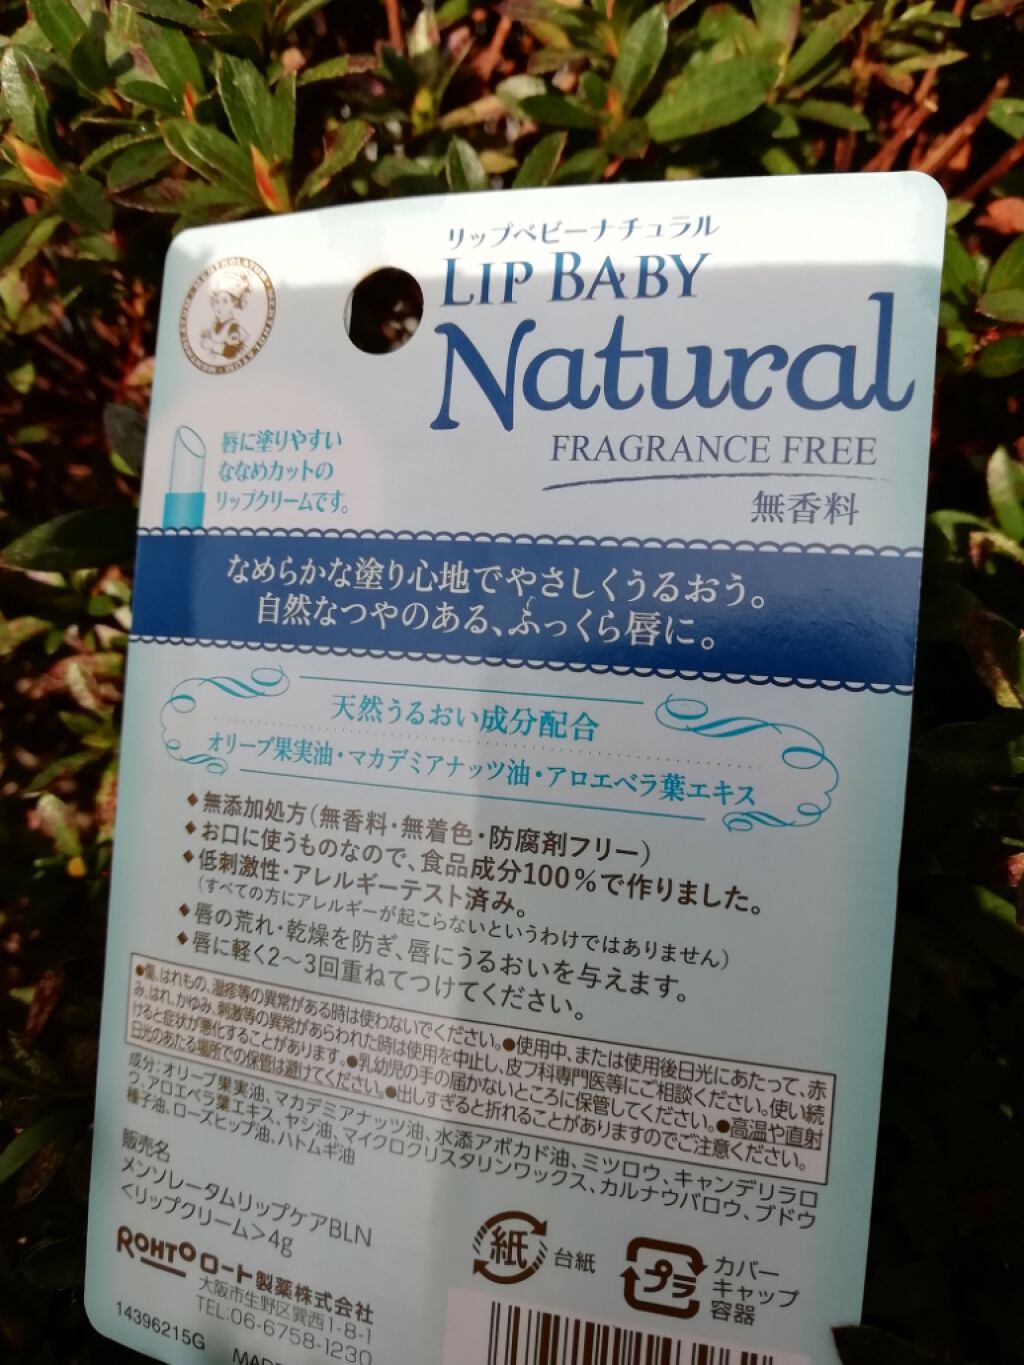 リップベビーナチュラル
LIP BABY
Natural
FRAGRANCE FREE
無香料
唇に塗りやすい
ななめカットの
リップクリームです。
なめらかな塗り心地でやさしくうるおう。
自然なつやのある、ふっくら唇に。
天然うるおい成分配合
オリーブ果実油・マカデミアナッツ油・アロエベラ葉エキス
◆無添加処方(無香料・無着色・防腐剤フリー)
◆お口に使うものなので、食品成分100%で作りました。
◆低刺激性・アレルギーテスト済み。
(すべての方にアレルギーが起こらないというわけではありません)
◆唇の荒れ・乾燥を防ぎ、唇にうるおいを与えます。
◆唇に軽く2〜3回重ねてつけてください。
●傷、はれもの、湿疹等の異常がある時は使わないでください。●使用中、または使用後日光にあたって、赤
み、はれ、かゆみ、刺激等の異常があらわれた時は使用を中止し、皮フ科専門医等にご相談ください。使い続
けると症状が悪化することがあります。●乳幼児の手の届かないところに保管してください。●高温や直射
日光のあたる場所での保管は避けてください。●出しすぎると折れることがありますのでご注意ください。
成分:オリーブ果実油、マカデミアナッツ油、水添アボカド油、ミツロウ、キャンデリラロ
ウ、アロエベラ葉エキス、ヤシ油、マイクロクリスタリンワックス、カルナウバロウ、ブドウ
種子油、ローズヒップ油、ハトムギ油
販売名
メンソレータムリップケアBLN
<リップクリーム>4g
紙 台紙
プラ
カバー
キャップ
容器
ROHTO ロート製薬株式会社
大阪市生野区巽西1-8-1
TEL:06-6758-1230
14396215G